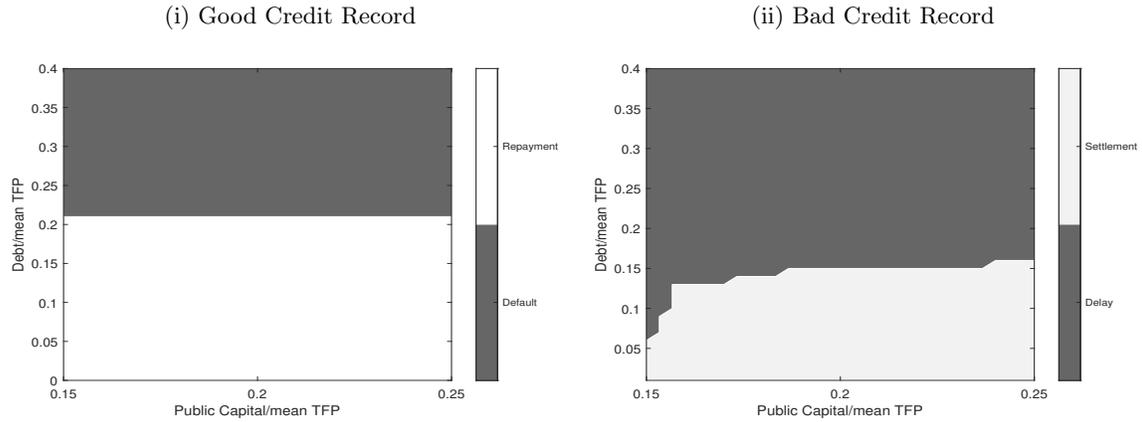 (i) Good Credit Record
0.4
0.35
0.3
0.25
0.2
0.15
0.1
0.05
0
Debt/mean TFP
0.15 0.2 0.25
Public Capital/mean TFP
Repayment
Default
(ii) Bad Credit Record
0.4
0.35
0.3
0.25
0.2
0.15
0.1
0.05
Debt/mean TFP
0.15 0.2 0.25
Public Capital/mean TFP
Settlement
Delay